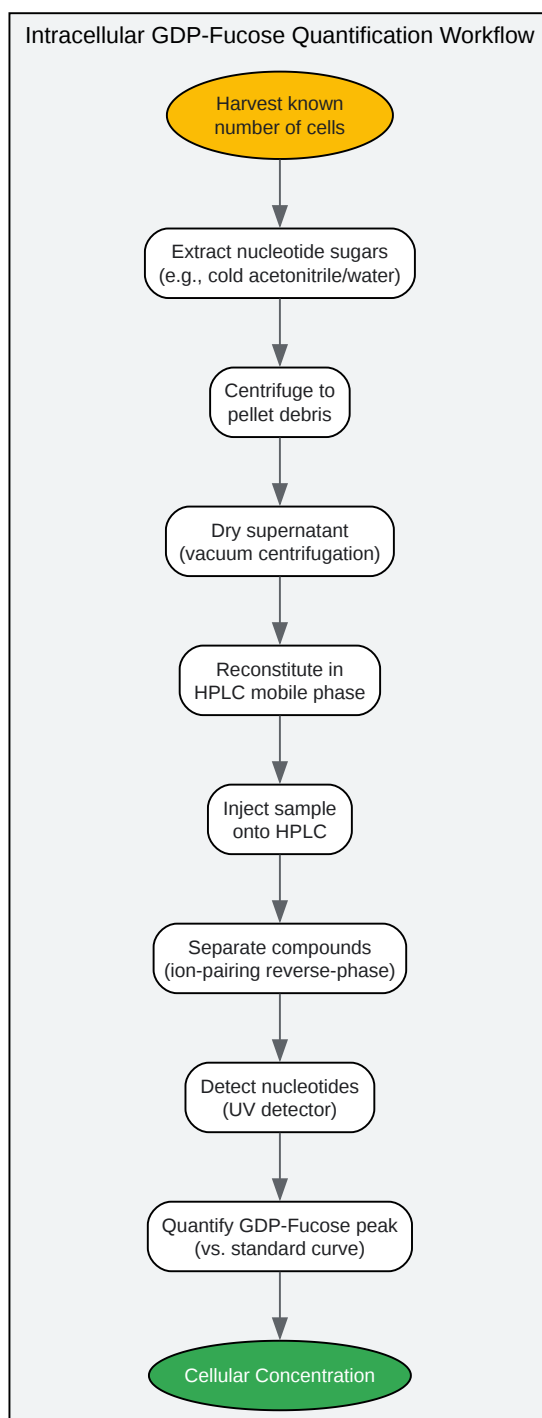 Intracellular GDP-Fucose Quantification Workflow
Harvest known
number of cells
Extract nucleotide sugars
(e.g., cold acetonitrile/water)
Centrifuge to
pellet debris
Dry supernatant
(vacuum centrifugation)
Reconstitute in
HPLC mobile phase
Inject sample
onto HPLC
Separate compounds
(ion-pairing reverse-phase)
Detect nucleotides
(UV detector)
Quantify GDP-Fucose peak
(vs. standard curve)
Cellular Concentration